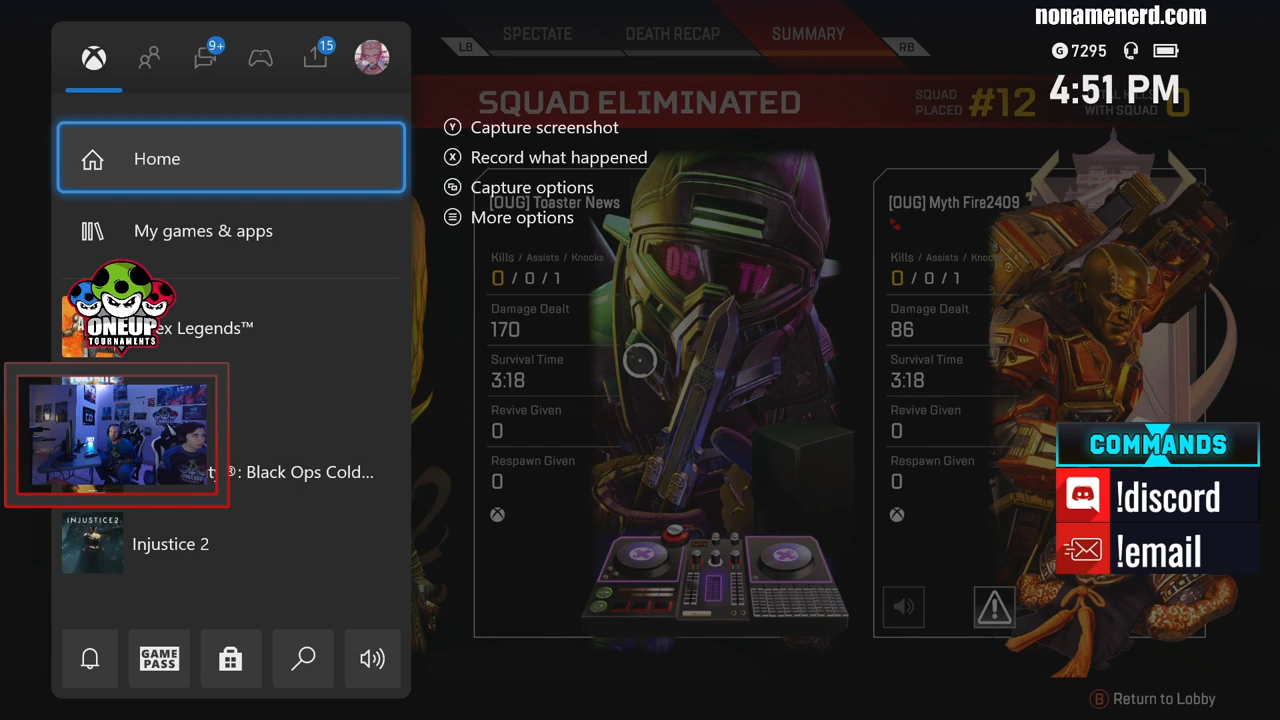 nonamenerd.com
9+
15
G 7295
4:51 PM
LB
SPECTATE
DEATH RECAP
SUMMARY
RB
SQUAD ELIMINATED
SQUAD
PLACED
#12
WITH SQUAD
0
Home
My games & apps
ONEUP
TOURNAMENTS
ex Legends™
®: Black Ops Cold...
INJUSTICE 2
Injustice 2
GAME
PASS
Y Capture screenshot
X Record what happened
Capture options
More options
[OUG] Toaster News
Kills / Assists / Knocks
0 / 0 / 1
Damage Dealt
170
Survival Time
3:18
Revive Given
0
Respawn Given
0
[OUG] Myth Fire2409
Kills / Assists /
0 / 0 / 1
Damage Dealt
86
Survival Time
3:18
Revive Given
0
Respawn Given
0
COMMANDS
!discord
!email
B Return to Lobby